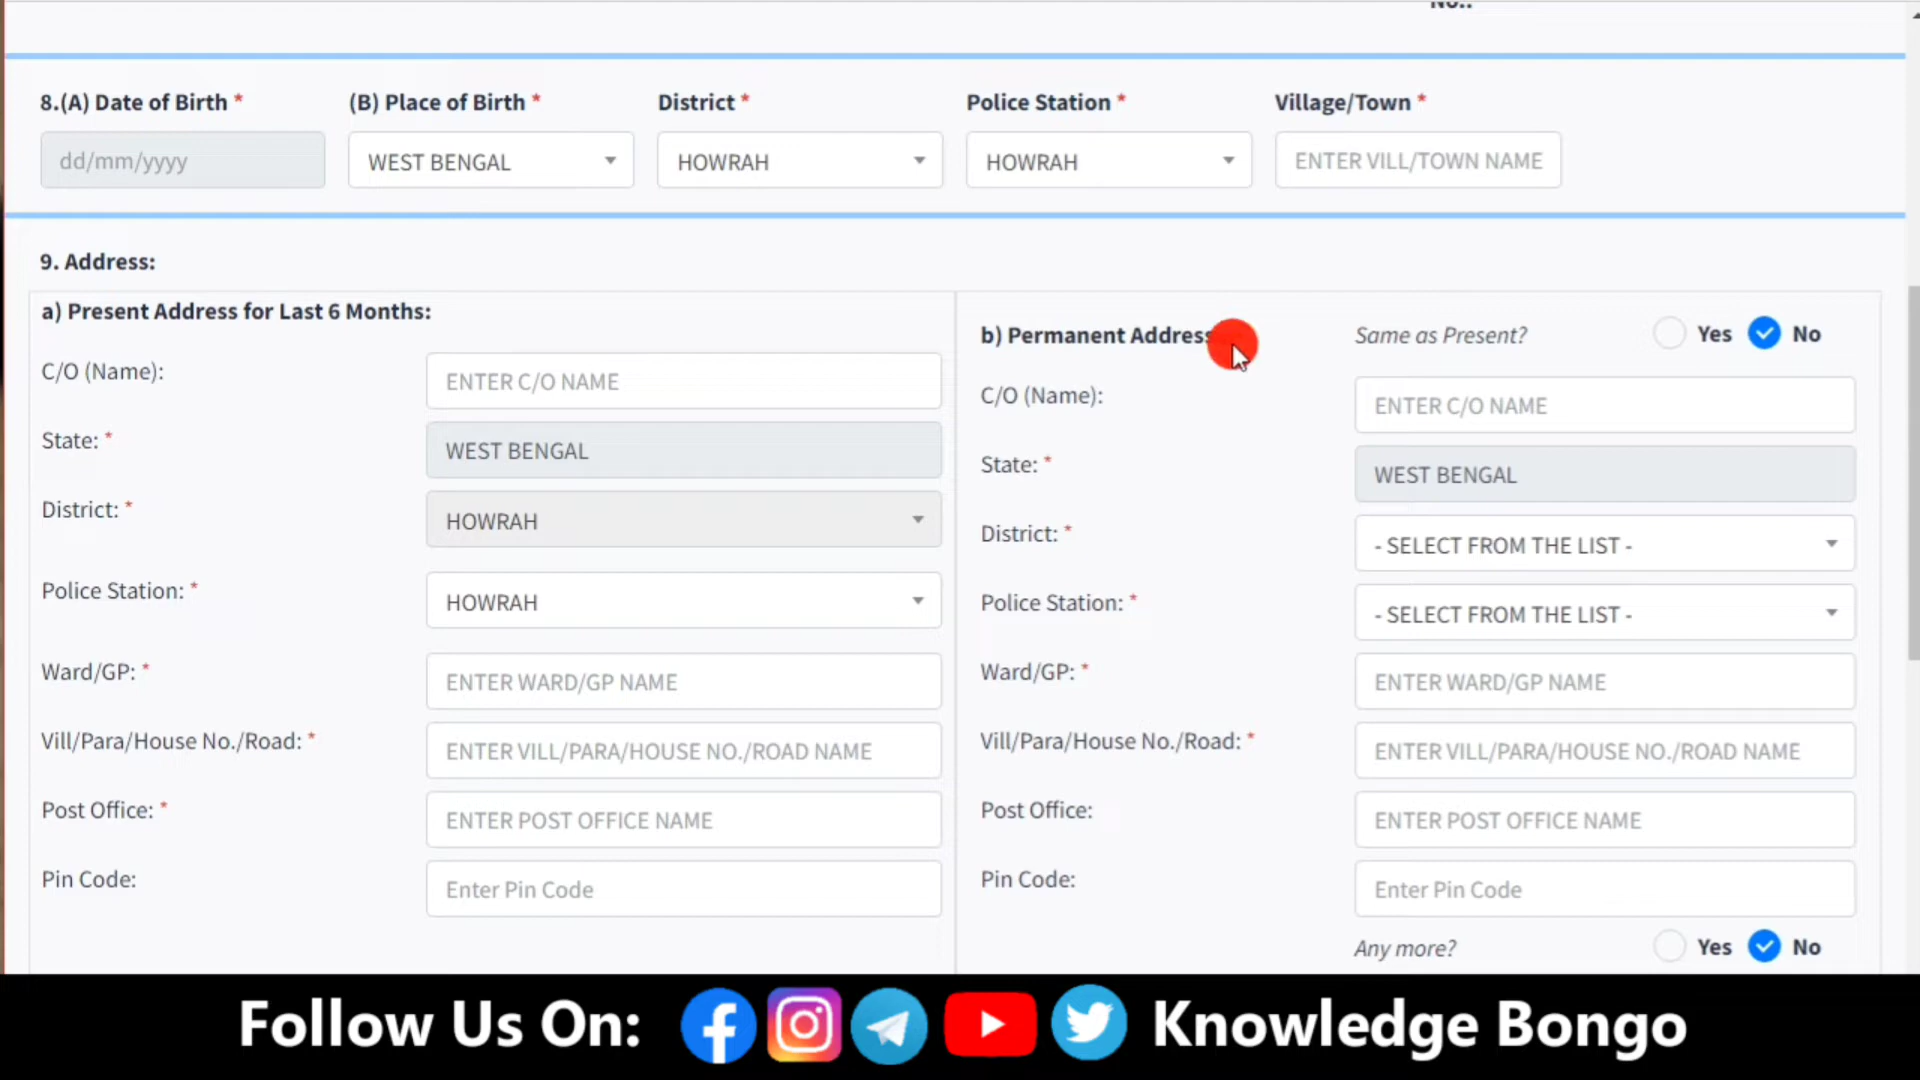 No..
8.(A) Date of Birth * (B) Place of Birth * District * Police Station * Village/Town *
dd/mm/yyyy WEST BENGAL HOWRAH HOWRAH ENTER VILL/TOWN NAME
9. Address:
a) Present Address for Last 6 Months:
C/O (Name): ENTER C/O NAME
State: * WEST BENGAL
District: * HOWRAH
Police Station: * HOWRAH
Ward/GP: * ENTER WARD/GP NAME
Vill/Para/House No./Road: * ENTER VILL/PARA/HOUSE NO./ROAD NAME
Post Office: * ENTER POST OFFICE NAME
Pin Code: Enter Pin Code
b) Permanent Address Same as Present? Yes No
C/O (Name): ENTER C/O NAME
State: * WEST BENGAL
District: * - SELECT FROM THE LIST -
Police Station: * - SELECT FROM THE LIST -
Ward/GP: * ENTER WARD/GP NAME
Vill/Para/House No./Road: * ENTER VILL/PARA/HOUSE NO./ROAD NAME
Post Office: ENTER POST OFFICE NAME
Pin Code: Enter Pin Code
Any more? Yes No
Follow Us On: Knowledge Bongo